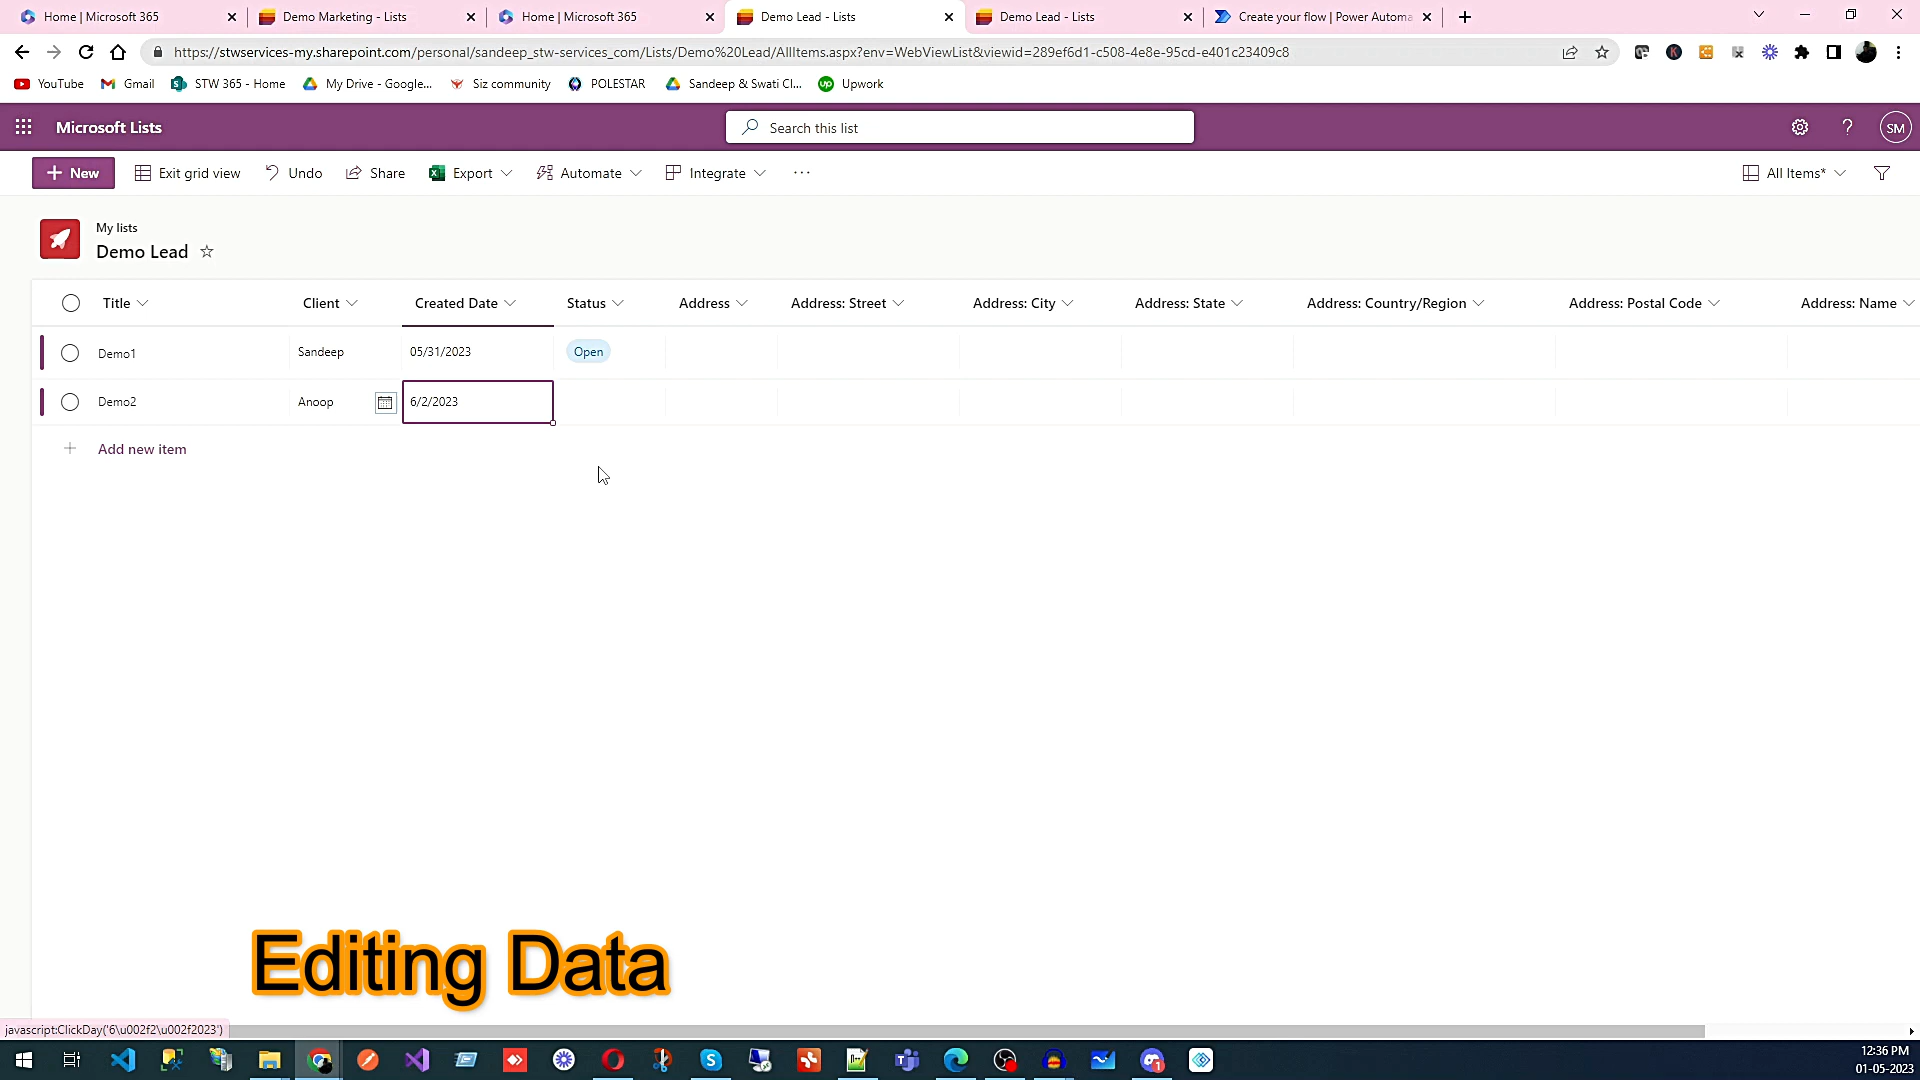 Home | Microsoft 365
Demo Marketing - Lists
Home | Microsoft 365
Demo Lead - Lists
Demo Lead - Lists
Create your flow | Power Automa
https://stwservices-my.sharepoint.com/personal/sandeep_stw-services_com/Lists/Demo%20Lead/AllItems.aspx?env=WebViewList&viewid=289ef6d1-c508-4e8e-95cd-e401c23409c8
YouTube
Gmail
STW 365 - Home
My Drive - Google...
Siz community
POLESTAR
Sandeep & Swati Cl...
Upwork
Microsoft Lists
Search this list
SM
New
Exit grid view
Undo
Share
Export
Automate
Integrate
All Items*
My lists
Demo Lead
Title Client Created Date Status Address Address: Street Address: City Address: State Address: Country/Region Address: Postal Code Address: Name
Demo1 Sandeep 05/31/2023 Open
Demo2 Anoop 6/2/2023
Add new item
Editing Data
javascript:ClickDay('6\u002f2\u002f2023')
12:36 PM
01-05-2023